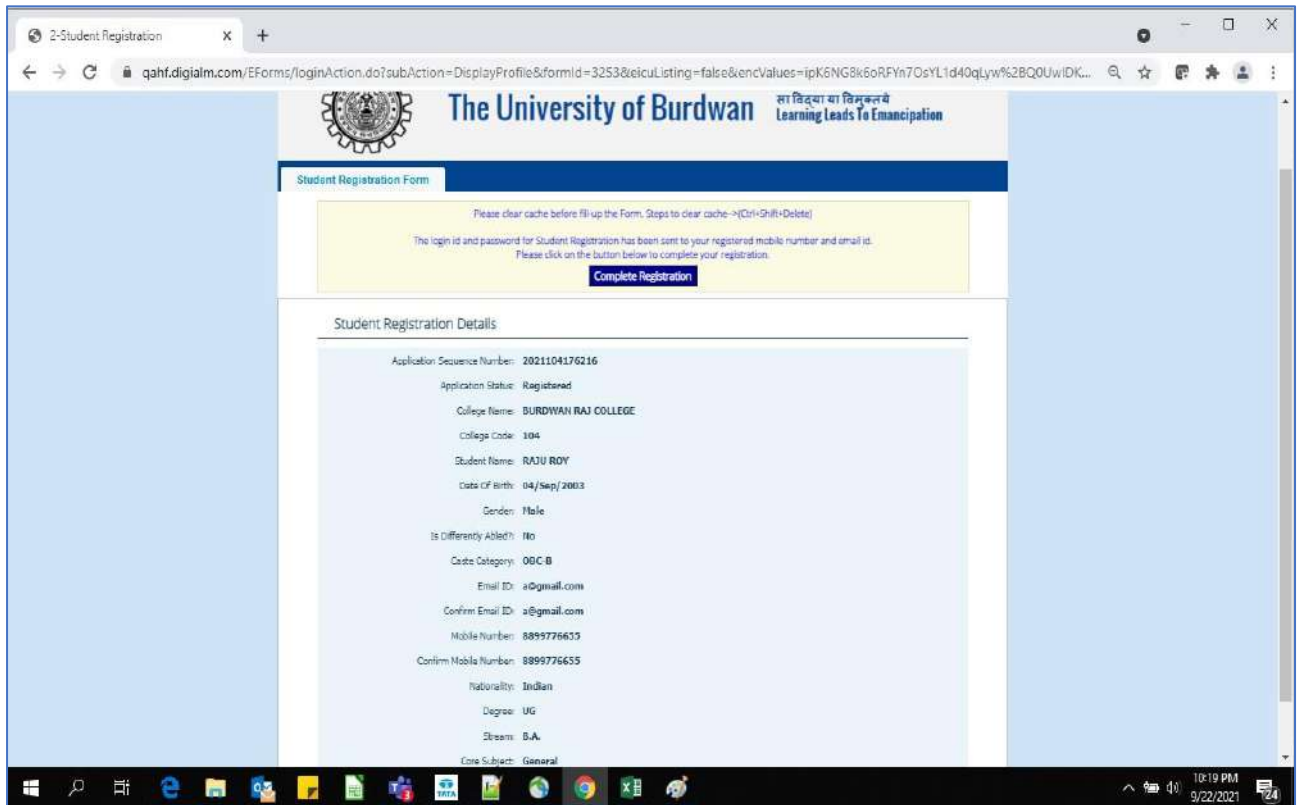 2-Student Registration
qahf.digialm.com/EForms/loginAction.do?subAction=DisplayProfile&formId=3253&eicuListing=false&encValues=ipK6NG8k6oRFYn7OsYL1d40qLyw%2BQ0UwIDK...
The University of Burdwan
सा विद्या या विमुक्तये
Learning Leads To Emancipation
Student Registration Form
Please clear cache before fill-up the Form. Steps to clear cache->(Ctrl+Shift+Delete)
The login id and password for Student Registration has been sent to your registered mobile number and email id.
Please click on the button below to complete your registration.
Complete Registration
Student Registration Details
Application Sequence Number: 2021104176216
Application Status: Registered
College Name: BURDWAN RAJ COLLEGE
College Code: 104
Student Name: RAJU ROY
Date Of Birth: 04/Sep/2003
Gender: Male
Is Differently Abled?: No
Caste Category: OBC-B
Email ID: a@gmail.com
Confirm Email ID: a@gmail.com
Mobile Number: 8899776655
Confirm Mobile Number: 8899776655
Nationality: Indian
Degree: UG
Stream: B.A.
Core Subject: General
TATA
10:19 PM
9/22/2021
24